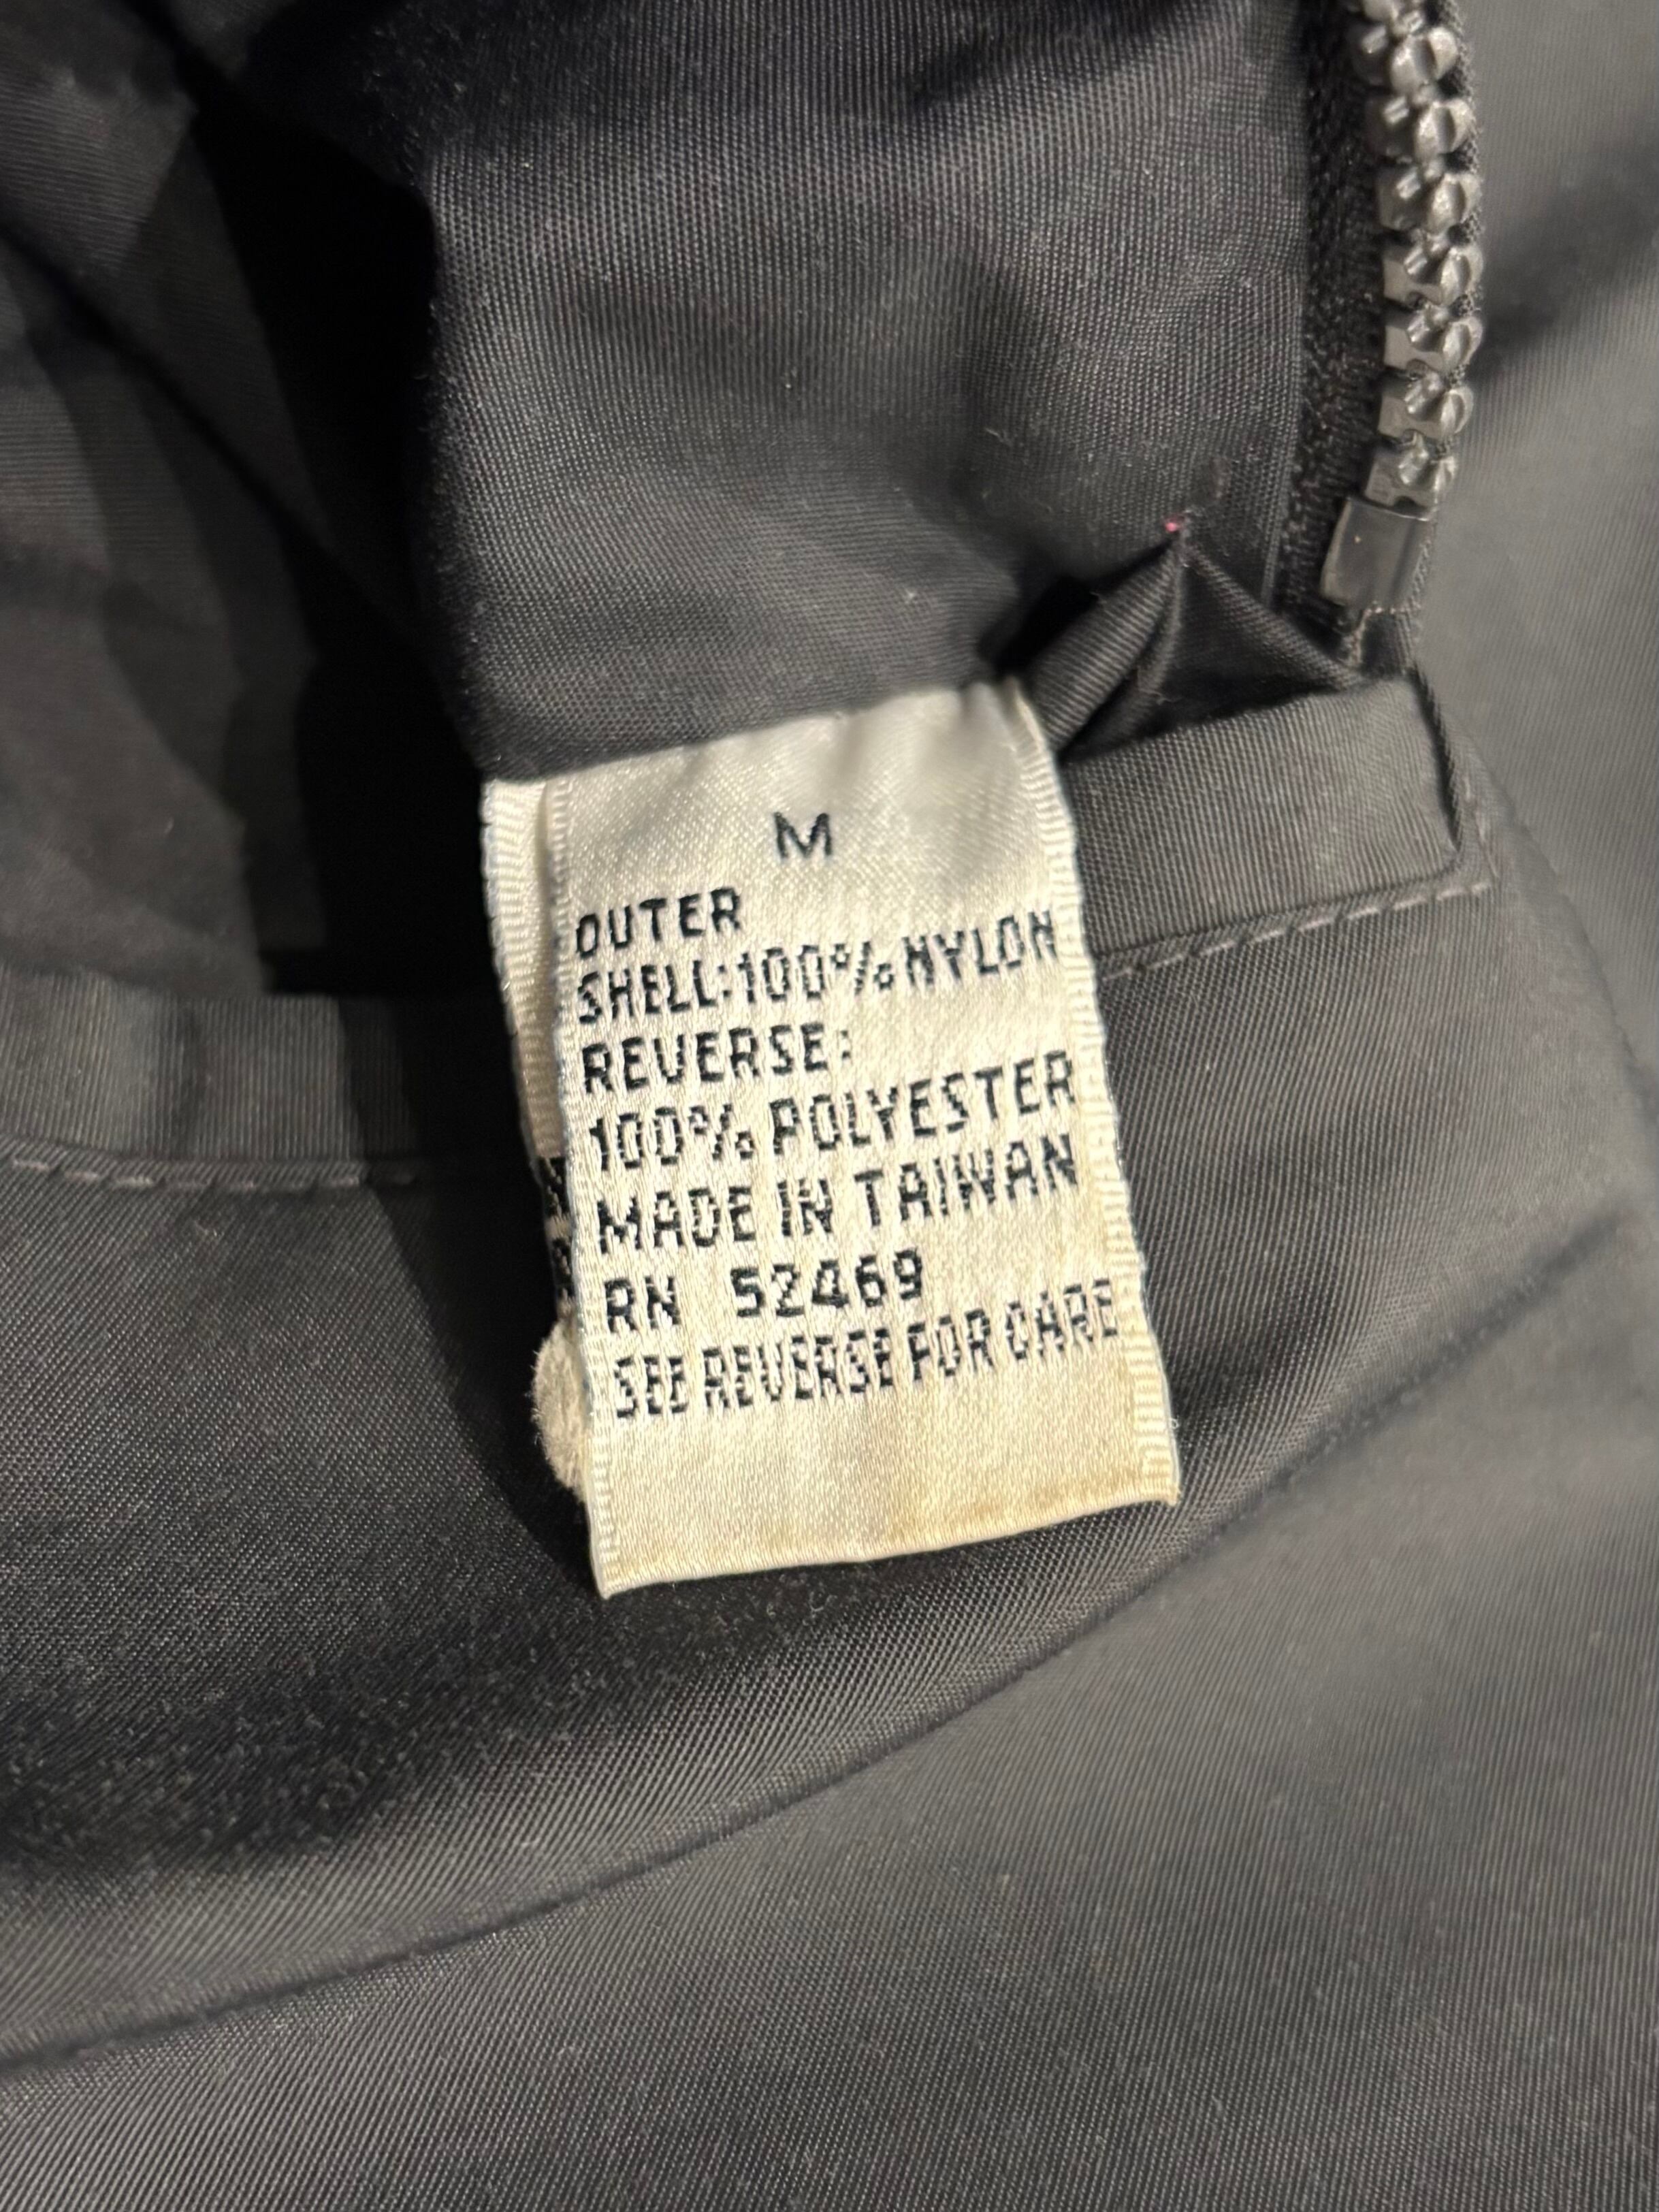 M
OUTER
SHELL:100% NYLON
REVERSE:
100% POLYESTER
MADE IN TAIWAN
RN 52469
SEE REVERSE FOR CARE